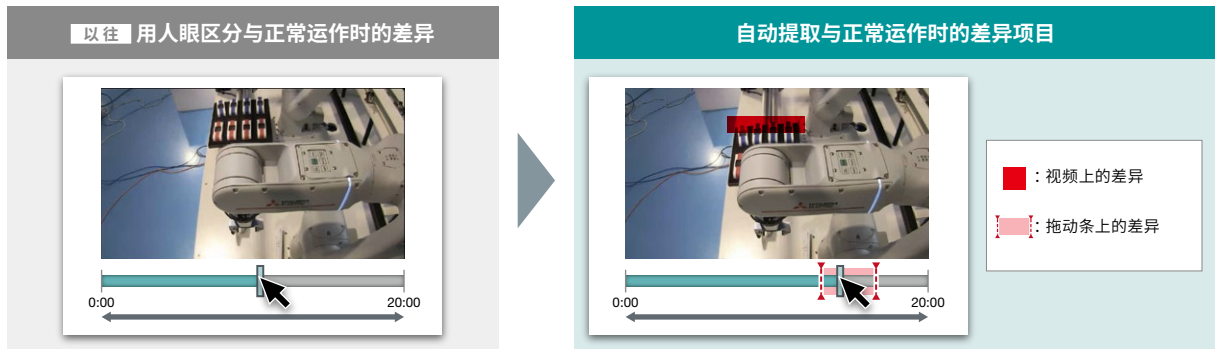 以往 用人眼区分与正常运作时的差异
0:00
20:00
自动提取与正常运作时的差异项目
0:00
20:00
：视频上的差异
：拖动条上的差异